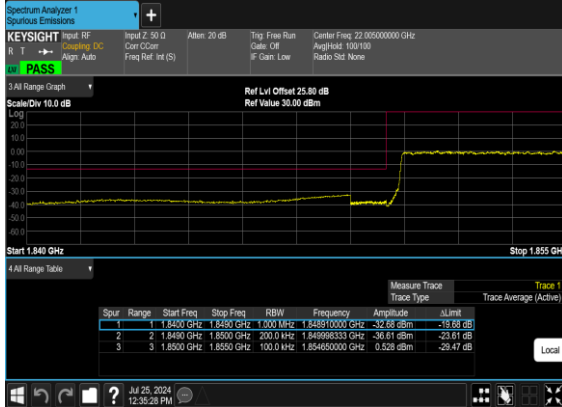 Spectrum Analyzer 1
Spurious Emissions
+
KEYSIGHT Input: RF Input Z: 50 Ω Atten: 20 dB Trig: Free Run Center Freq: 22.005000000 GHz
R T Coupling: DC Corr CCorr Gate: Off Avg|Hold: 100/100
Align: Auto Freq Ref: Int (S) IF Gain: Low Radio Std: None
PASS
3 All Range Graph
Ref Lvl Offset 25.80 dB
Scale/Div 10.0 dB Ref Value 30.00 dBm
Log
20.0
10.0
0.00
-10.0
-20.0
-30.0
-40.0
-50.0
-60.0
Start 1.840 GHz Stop 1.855 GH
4 All Range Table
Measure Trace Trace 1
Trace Type Trace Average (Active)
Spur Range Start Freq Stop Freq RBW Frequency Amplitude ΔLimit
1 1 1.8400 GHz 1.8490 GHz 1.000 MHz 1.848910000 GHz -32.68 dBm -19.68 dB
2 2 1.8490 GHz 1.8500 GHz 200.0 kHz 1.849998333 GHz -36.61 dBm -23.61 dB
3 3 1.8500 GHz 1.8550 GHz 100.0 kHz 1.854650000 GHz 0.528 dBm -29.47 dB
Local
? Jul 25, 2024
12:35:28 PM